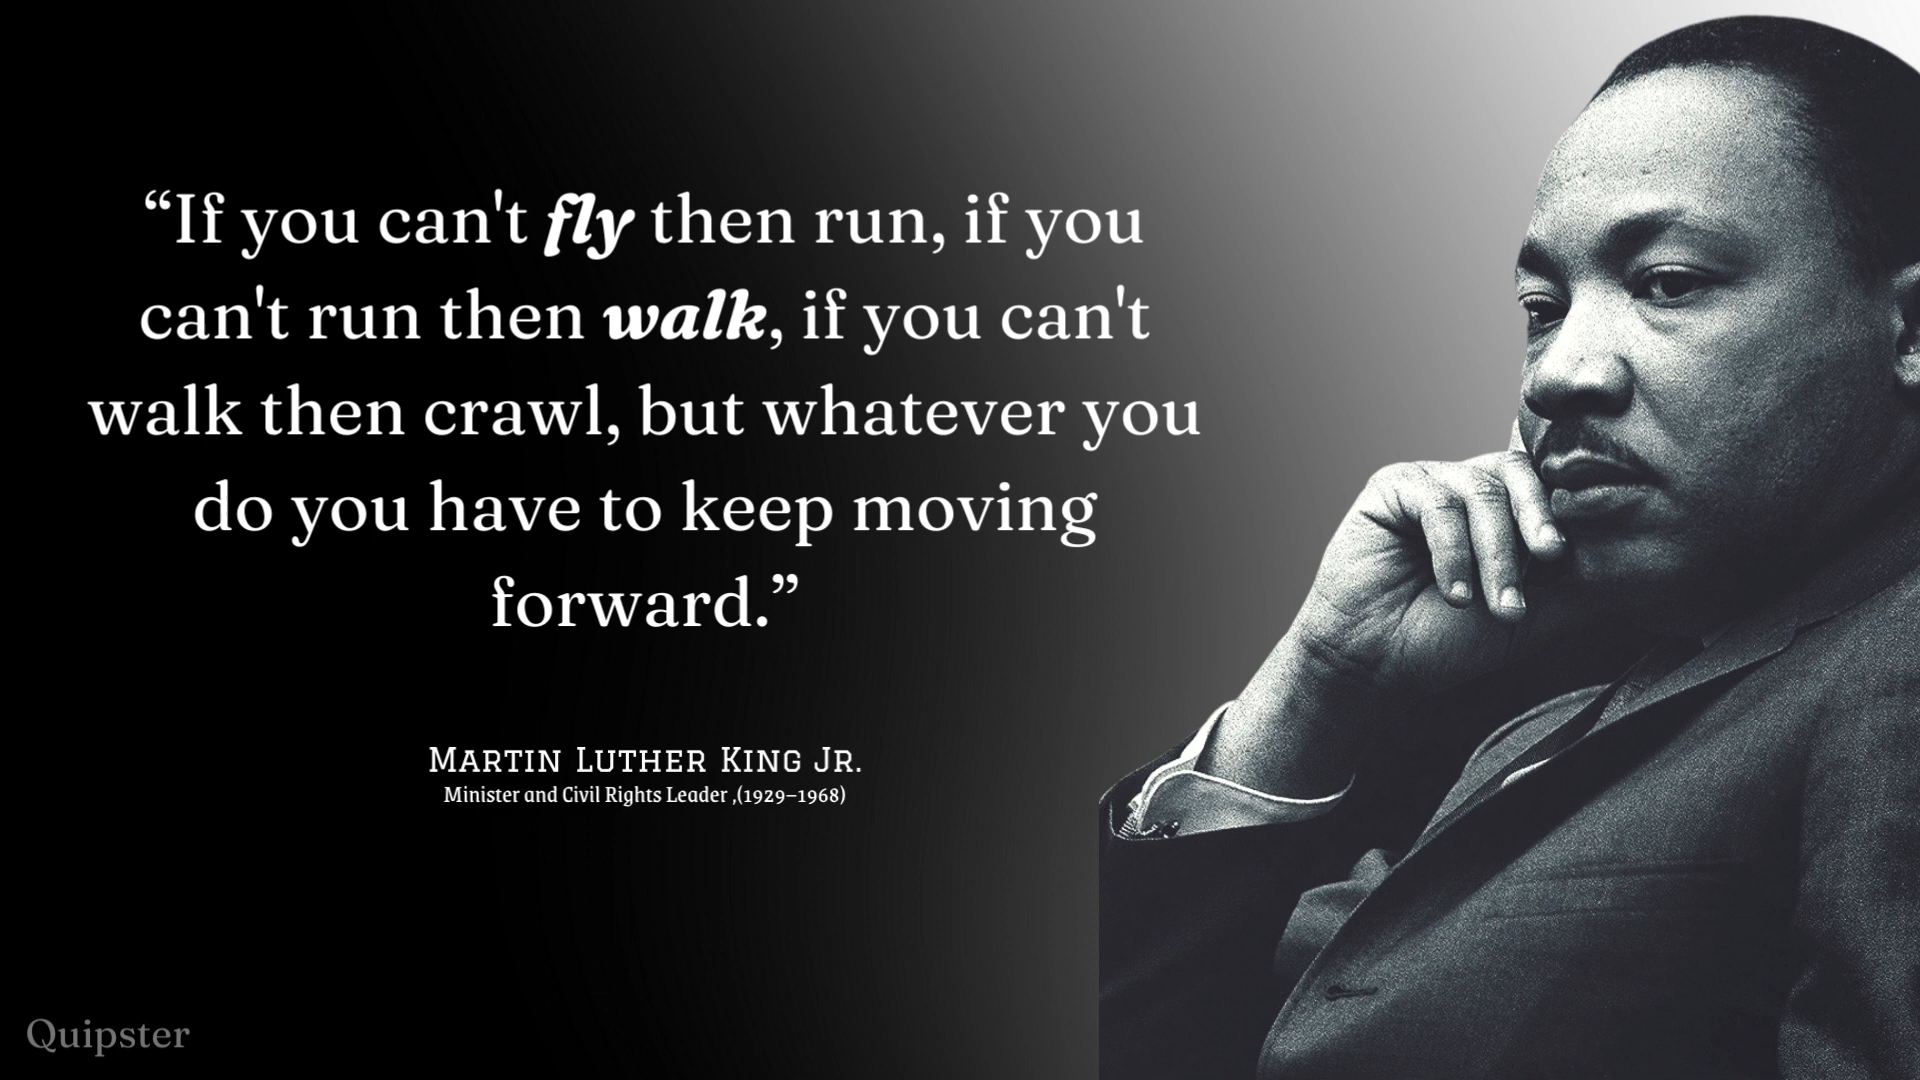 “If you can't fly then run, if you
can't run then walk, if you can't
walk then crawl, but whatever you
do you have to keep moving
forward.”
Martin Luther King Jr.
Minister and Civil Rights Leader ,(1929–1968)
Quipster